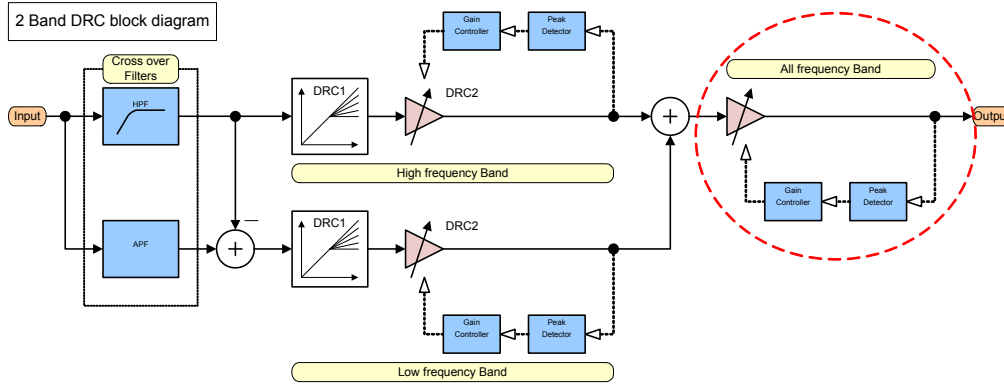 2 Band DRC block diagram
Cross over
Filters
Input
HPF
APF
DRC1
DRC2
Gain
Controller
Peak
Detector
High frequency Band
—
+
DRC1
DRC2
Gain
Controller
Peak
Detector
Low frequency Band
+
All frequency Band
Gain
Controller
Peak
Detector
Output